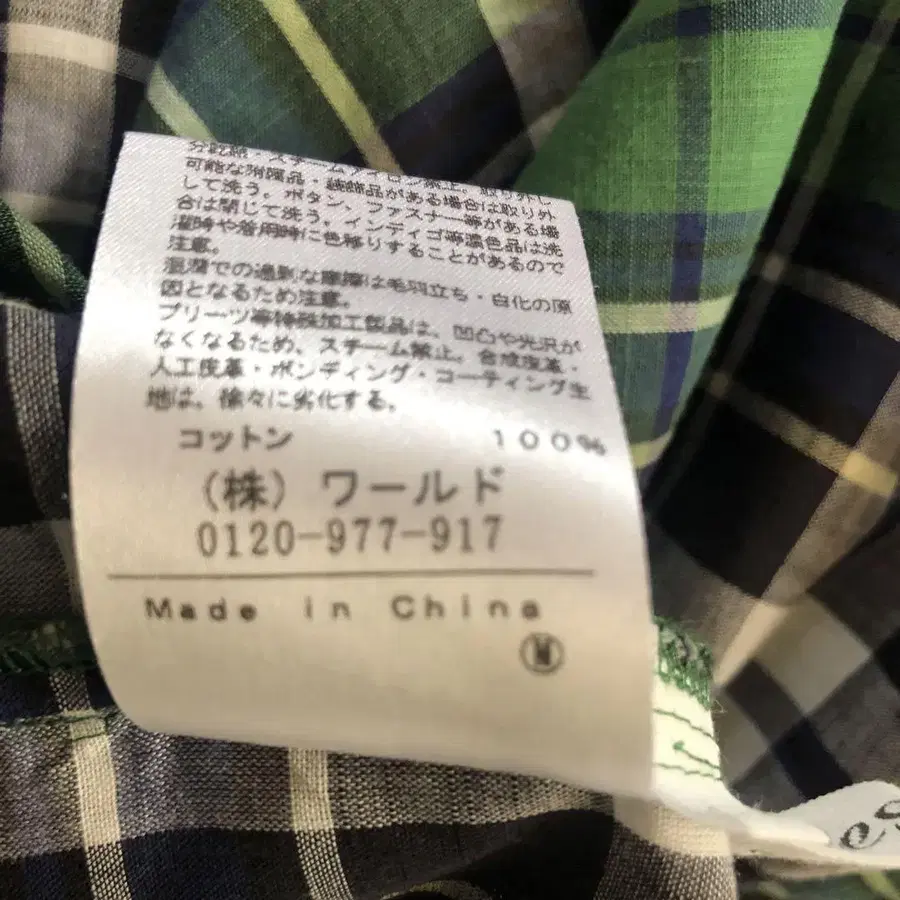 可能な附属品・装飾品がある場合は取り外
して洗う。ボタン、ファスナー等がある場
合は閉じて洗う。インディゴ等濃色品は洗
濯時や着用時に色移りすることがあるので
注意。
湿潤での過影な摩擦は毛羽立ち・白化の原
因となるため注意。
プリーツ等特殊加工製品は、凹凸や光沢が
なくなるため、スチーム禁止。合成皮革・
人工皮革・ボンディング・コーティング生
地は、徐々に劣化する。
コットン 100%
(株) ワールド
0120-977-917
Made in China
M
es